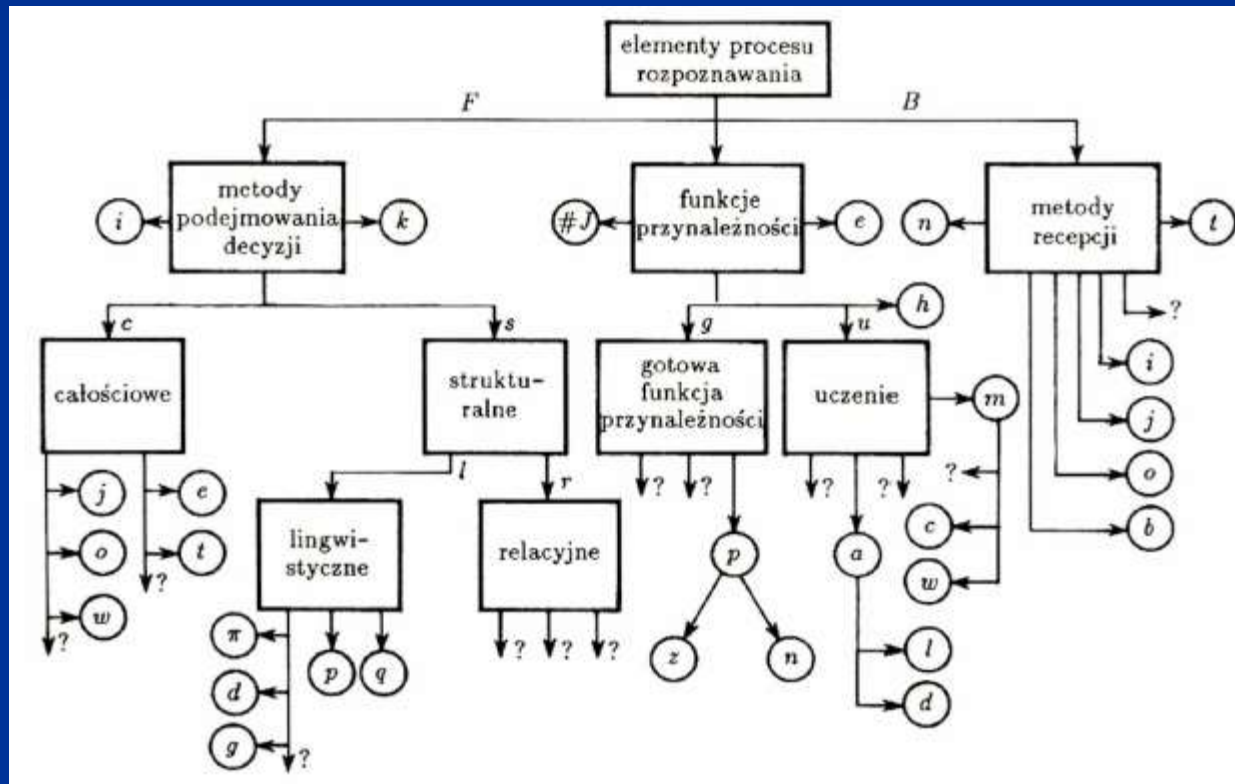 elementy procesu
rozpoznawania
F
B
metody
podejmowania
decyzji
i
k
funkcje
przynależności
#J
e
metody
recepcji
n
t
h
c
s
g
u
?
całościowe
struktu-
ralne
gotowa
funkcja
przynależności
uczenie
m
i
j
o
b
l
r
?
?
?
?
?
j
e
o
t
w
?
?
lingwi-
styczne
relacyjne
p
a
c
w
π
p
q
?
?
?
z
n
l
d
d
g
?